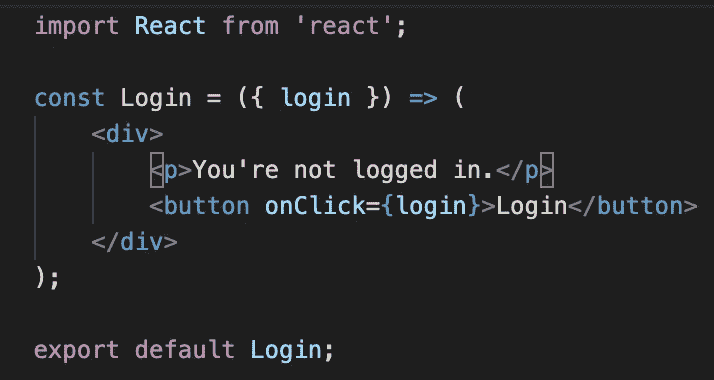 import React from 'react';
const Login = ({ login }) => (
<div>
<p>You're not logged in.</p>
<button onClick={login}>Login</button>
</div>
);
export default Login;